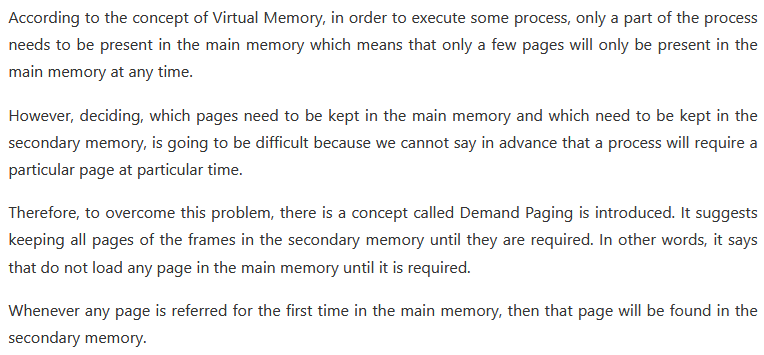 According to the concept of Virtual Memory, in order to execute some process, only a part of the process
needs to be present in the main memory which means that only a few pages will only be present in the
main memory at any time.
However, deciding, which pages need to be kept in the main memory and which need to be kept in the
secondary memory, is going to be difficult because we cannot say in advance that a process will require a
particular page at particular time.
Therefore, to overcome this problem, there is a concept called Demand Paging is introduced. It suggests
keeping all pages of the frames in the secondary memory until they are required. In other words, it says
that do not load any page in the main memory until it is required.
Whenever any page is referred for the first time in the main memory, then that page will be found in the
secondary memory.